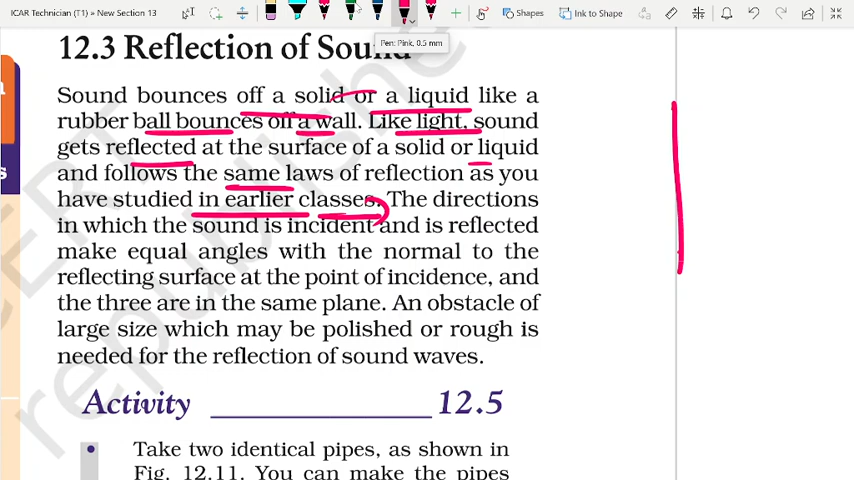 ICAR Technician (T1) » New Section 13
Shapes
Ink to Shape
Pen: Pink, 0.5 mm
12.3 Reflection of Sound
Sound bounces off a solid or a liquid like a
rubber ball bounces off a wall. Like light, sound
gets reflected at the surface of a solid or liquid
and follows the same laws of reflection as you
have studied in earlier classes. The directions
in which the sound is incident and is reflected
make equal angles with the normal to the
reflecting surface at the point of incidence, and
the three are in the same plane. An obstacle of
large size which may be polished or rough is
needed for the reflection of sound waves.
Activity 12.5
• Take two identical pipes, as shown in
Fig. 12.11. You can make the pipes